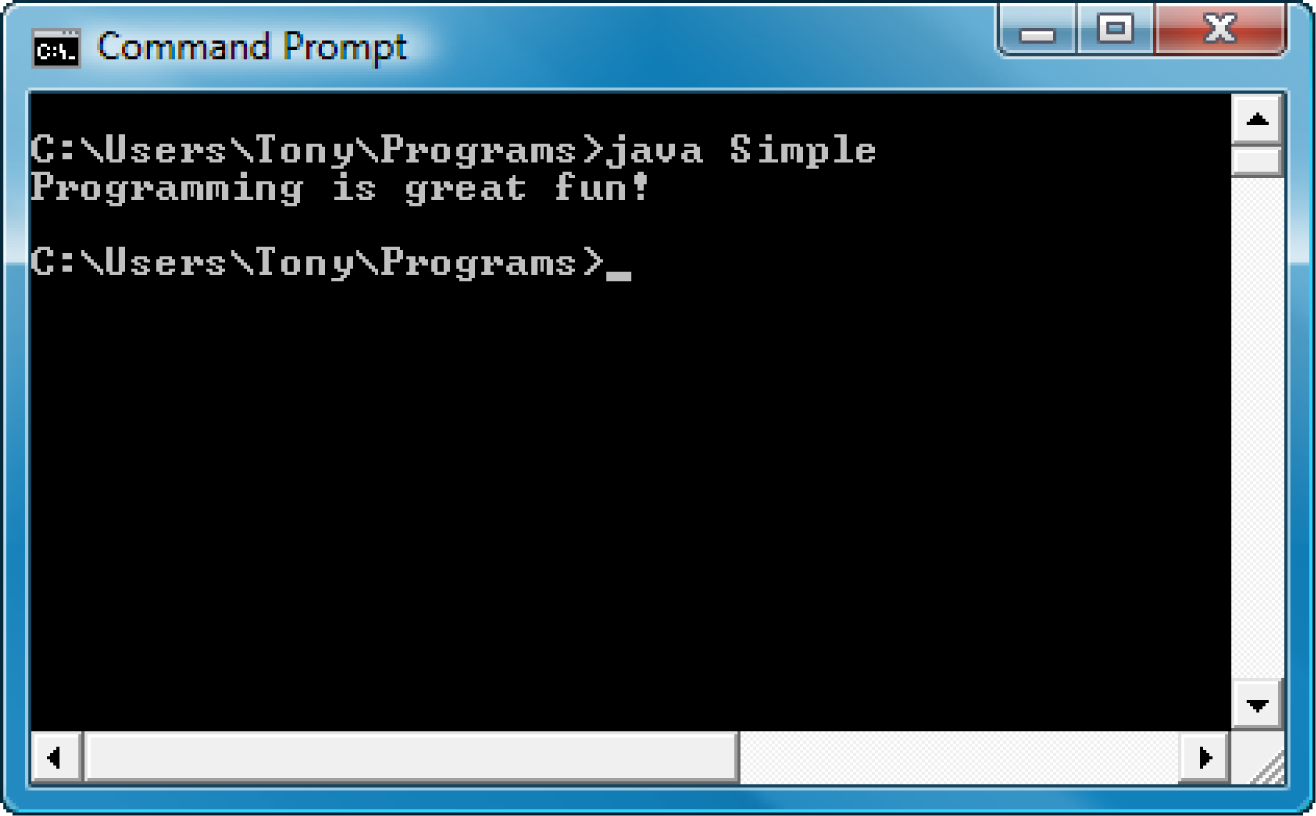 C:\.
Command Prompt
C:\Users\Tony\Programs>java Simple
Programming is great fun!
C:\Users\Tony\Programs>_